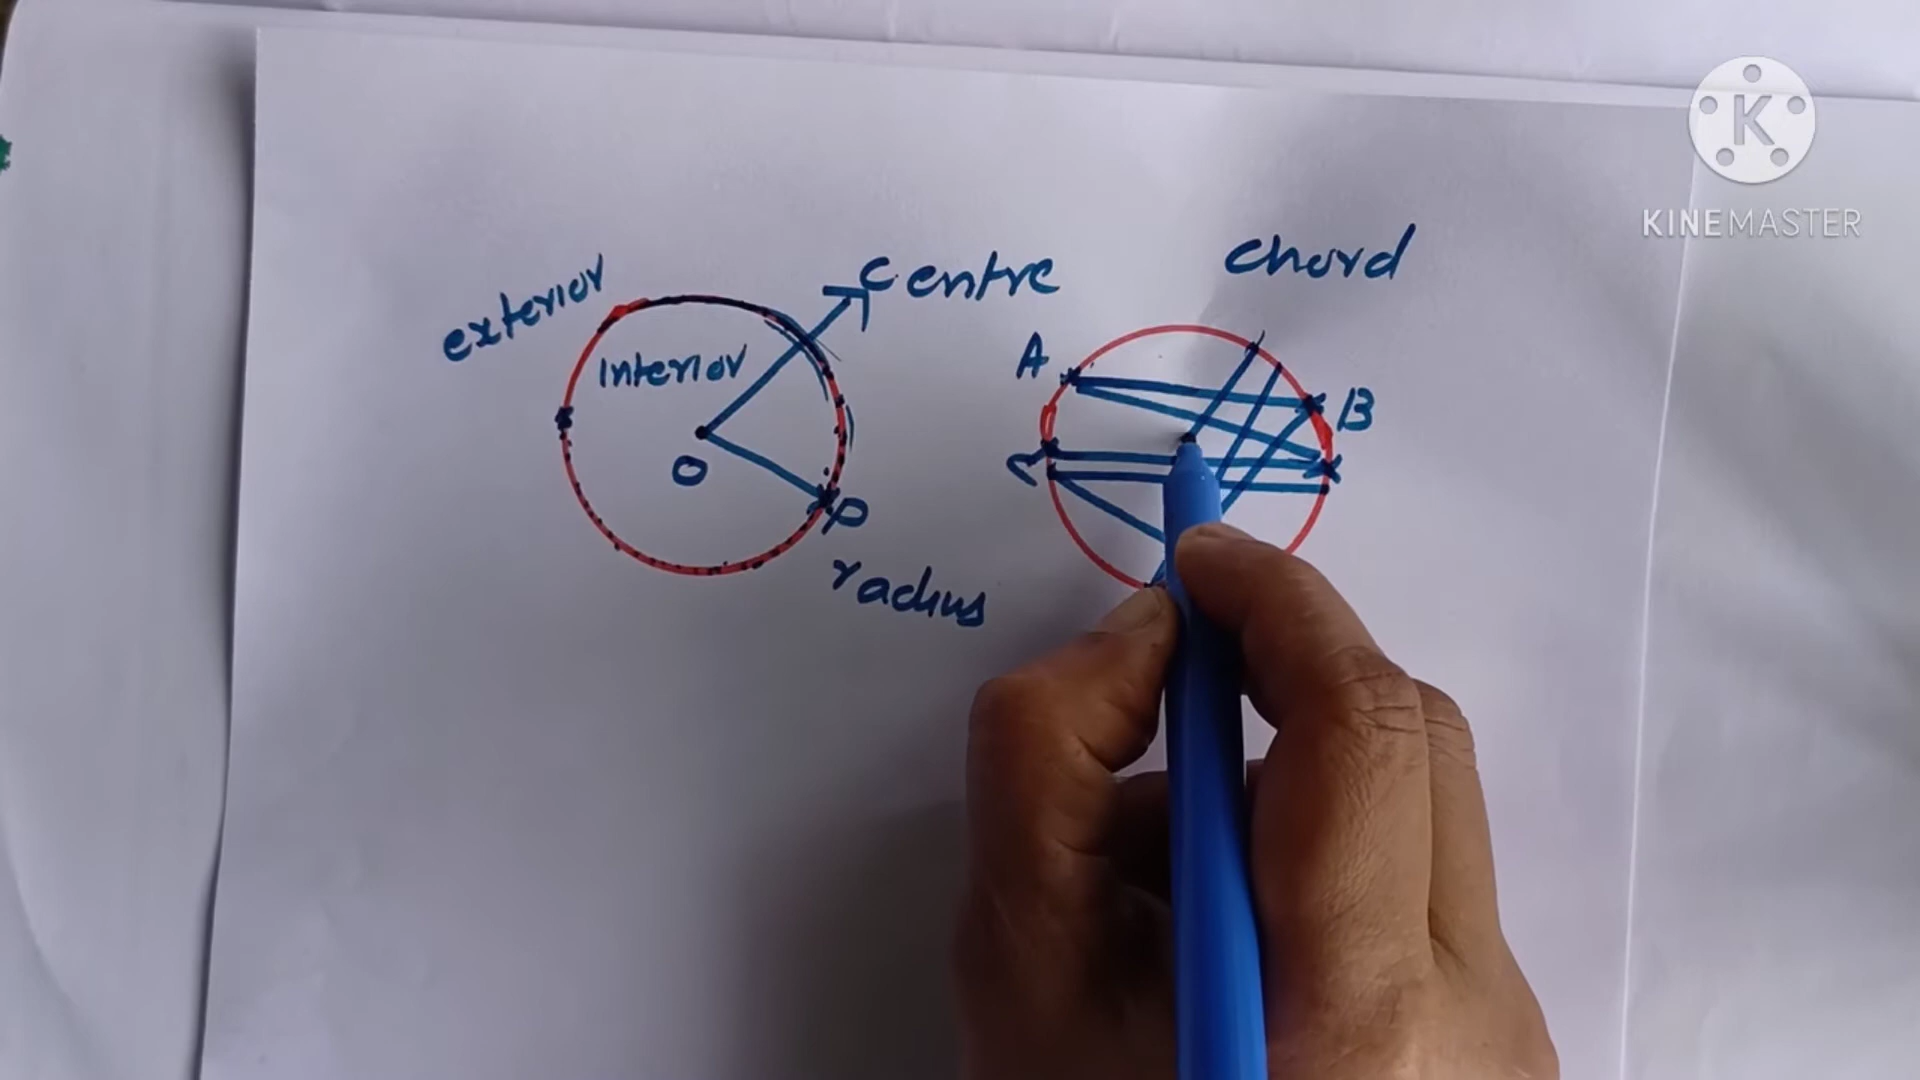 K
KINEMASTER
chord
exterior
centre
Interior
A
B
O
C
P
radius